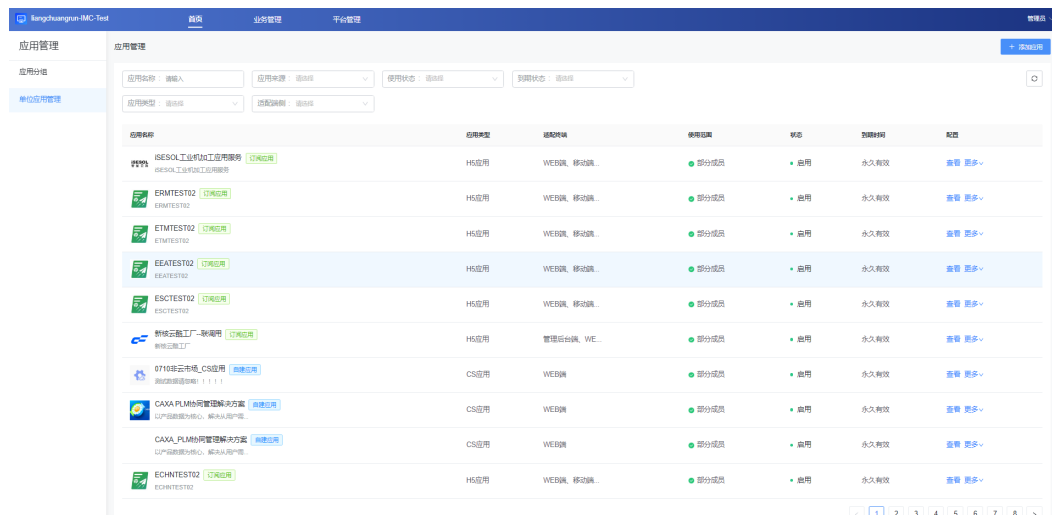 liangchuangrun-IMC-Test 首页 业务管理 平台管理 管理员
应用管理
应用分组
单位应用管理
应用管理
+ 添加应用
应用名称 : 请输入 应用来源 : 请选择 使用状态 : 请选择 到期状态 : 请选择
应用类型 : 请选择 适配端侧 : 请选择
应用名称 应用类型 适配终端 使用范围 状态 到期时间 配置
iSESOL工业机加工应用服务 订阅应用 H5应用 WEB端、移动端... 部分成员 启用 永久有效 查看 更多
iSESOL工业机加工应用服务
ERMTEST02 订阅应用 H5应用 WEB端、移动端... 部分成员 启用 永久有效 查看 更多
ERMTEST02
ETMTEST02 订阅应用 H5应用 WEB端、移动端... 部分成员 启用 永久有效 查看 更多
ETMTEST02
EEATEST02 订阅应用 H5应用 WEB端、移动端... 部分成员 启用 永久有效 查看 更多
EEATEST02
ESCTEST02 订阅应用 H5应用 WEB端、移动端... 部分成员 启用 永久有效 查看 更多
ESCTEST02
新核云酷工厂--联调用 订阅应用 H5应用 管理后台端、WE... 部分成员 启用 永久有效 查看 更多
新核云酷工厂
0710非云市场_CS应用 自建应用 CS应用 WEB端 部分成员 启用 永久有效 查看 更多
测试数据请忽略！！！！！
CAXA PLM协同管理解决方案 自建应用 CS应用 WEB端 部分成员 启用 永久有效 查看 更多
以产品数据为核心，解决从用户需...
CAXA_PLM协同管理解决方案 自建应用 CS应用 WEB端 部分成员 启用 永久有效 查看 更多
以产品数据为核心，解决从用户需...
ECHNTEST02 订阅应用 H5应用 WEB端、移动端... 部分成员 启用 永久有效 查看 更多
ECHNTEST02
< 1 2 3 4 5 6 7 8 >